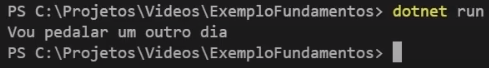 PS C:\Projetos\Videos\ExemploFundamentos> dotnet run
Vou pedalar um outro dia
PS C:\Projetos\Videos\ExemploFundamentos>